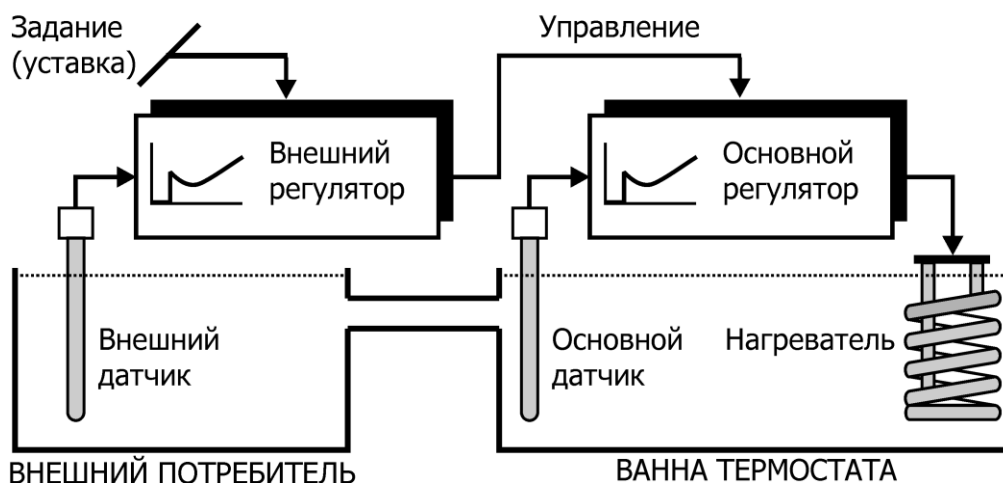 Задание
(уставка)
Управление
Внешний
регулятор
Основной
регулятор
Внешний
датчик
Основной
датчик
Нагреватель
ВНЕШНИЙ ПОТРЕБИТЕЛЬ
ВАННА ТЕРМОСТАТА